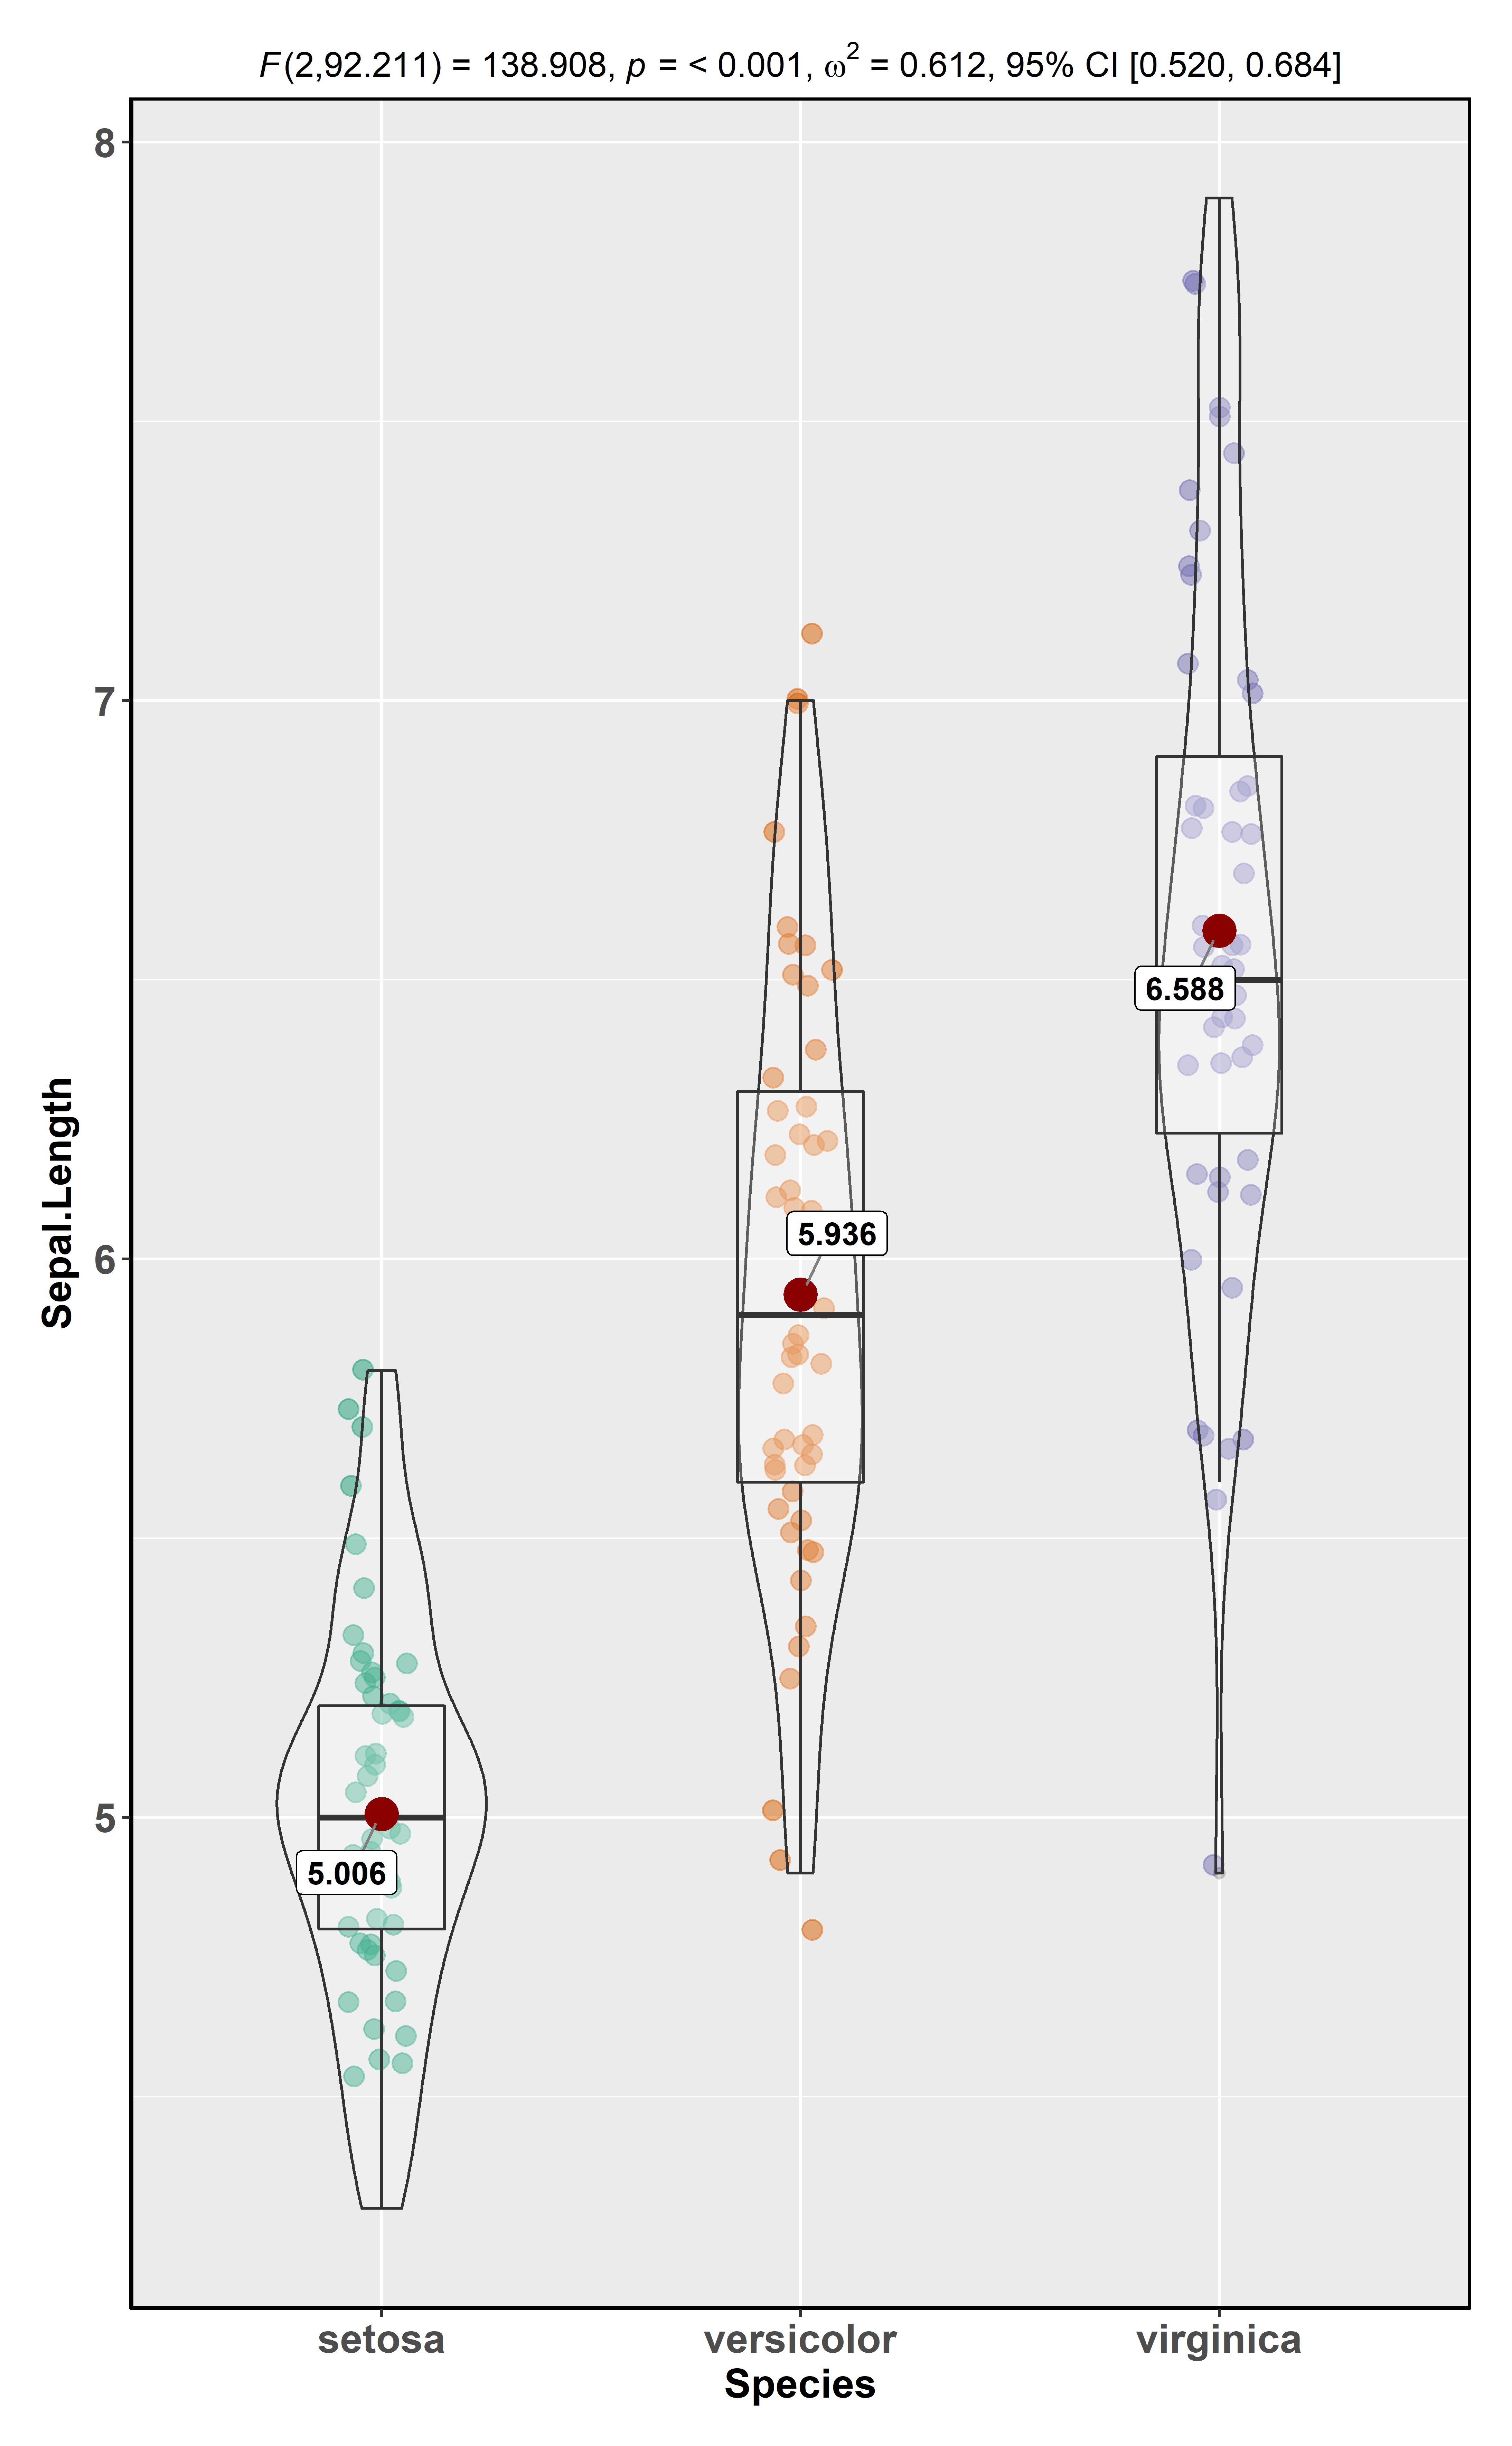 F(2,92.211) = 138.908, p = < 0.001, ω² = 0.612, 95% CI [0.520, 0.684]
8
7
6.588
6
5.936
5
5.006
Sepal.Length
setosa versicolor virginica
Species